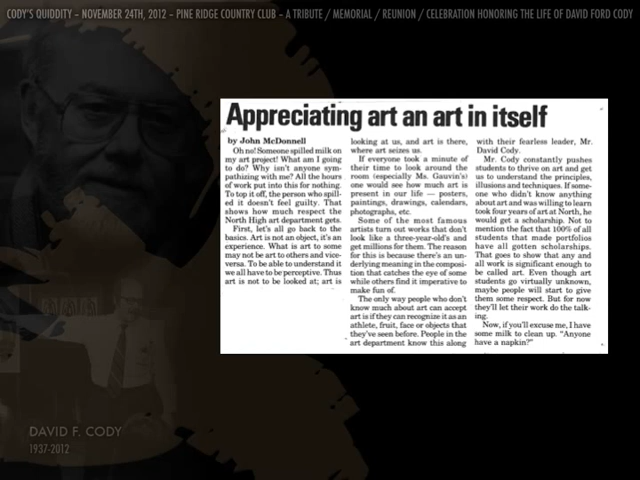 CODY'S QUIDDITY – NOVEMBER 24TH, 2012 – PINE RIDGE COUNTRY CLUB – A TRIBUTE / MEMORIAL / REUNION / CELEBRATION HONORING THE LIFE OF DAVID FORD CODY
Appreciating art an art in itself
by John McDonnell
Oh no! Someone spilled milk on
my art project! What am I going
to do? Why isn't anyone sym-
pathizing with me? All the hours
of work put into this for nothing.
To top it off, the person who spill-
ed it doesn't feel guilty. That
shows how much respect the
North High art department gets.
First, let's all go back to the
basics. Art is not an object, it's an
experience. What is art to some
may not be art to others and vice-
versa. To be able to understand it
we all have to be perceptive. Thus
art is not to be looked at; art is
looking at us, and art is there,
where art seizes us.
If everyone took a minute of
their time to look around the
room (especially Ms. Gauvin's)
one would see how much art is
present in our life — posters,
paintings, drawings, calendars,
photographs, etc.
Some of the most famous
artists turn out works that don't
look like a three-year-old's and
get millions for them. The reason
for this is because there's an un-
derlying meaning in the composi-
tion that catches the eye of some
while others find it imperative to
make fun of.
The only way people who don't
know much about art can accept
art is if they can recognize it as an
athlete, fruit, face or objects that
they've seen before. People in the
art department know this along
with their fearless leader, Mr.
David Cody.
Mr. Cody constantly pushes
students to thrive on art and get
us to understand the principles,
illusions and techniques. If some-
one who didn't know anything
about art and was willing to learn
took four years of art at North, he
would get a scholarship. Not to
mention the fact that 100% of all
students that made portfolios
have all gotten scholarships.
That goes to show that any and
all work is significant enough to
be called art. Even though art
students go virtually unknown,
maybe people will start to give
them some respect. But for now
they'll let their work do the talk-
ing.
Now, if you'll excuse me, I have
some milk to clean up. "Anyone
have a napkin?"
DAVID F. CODY
1937-2012